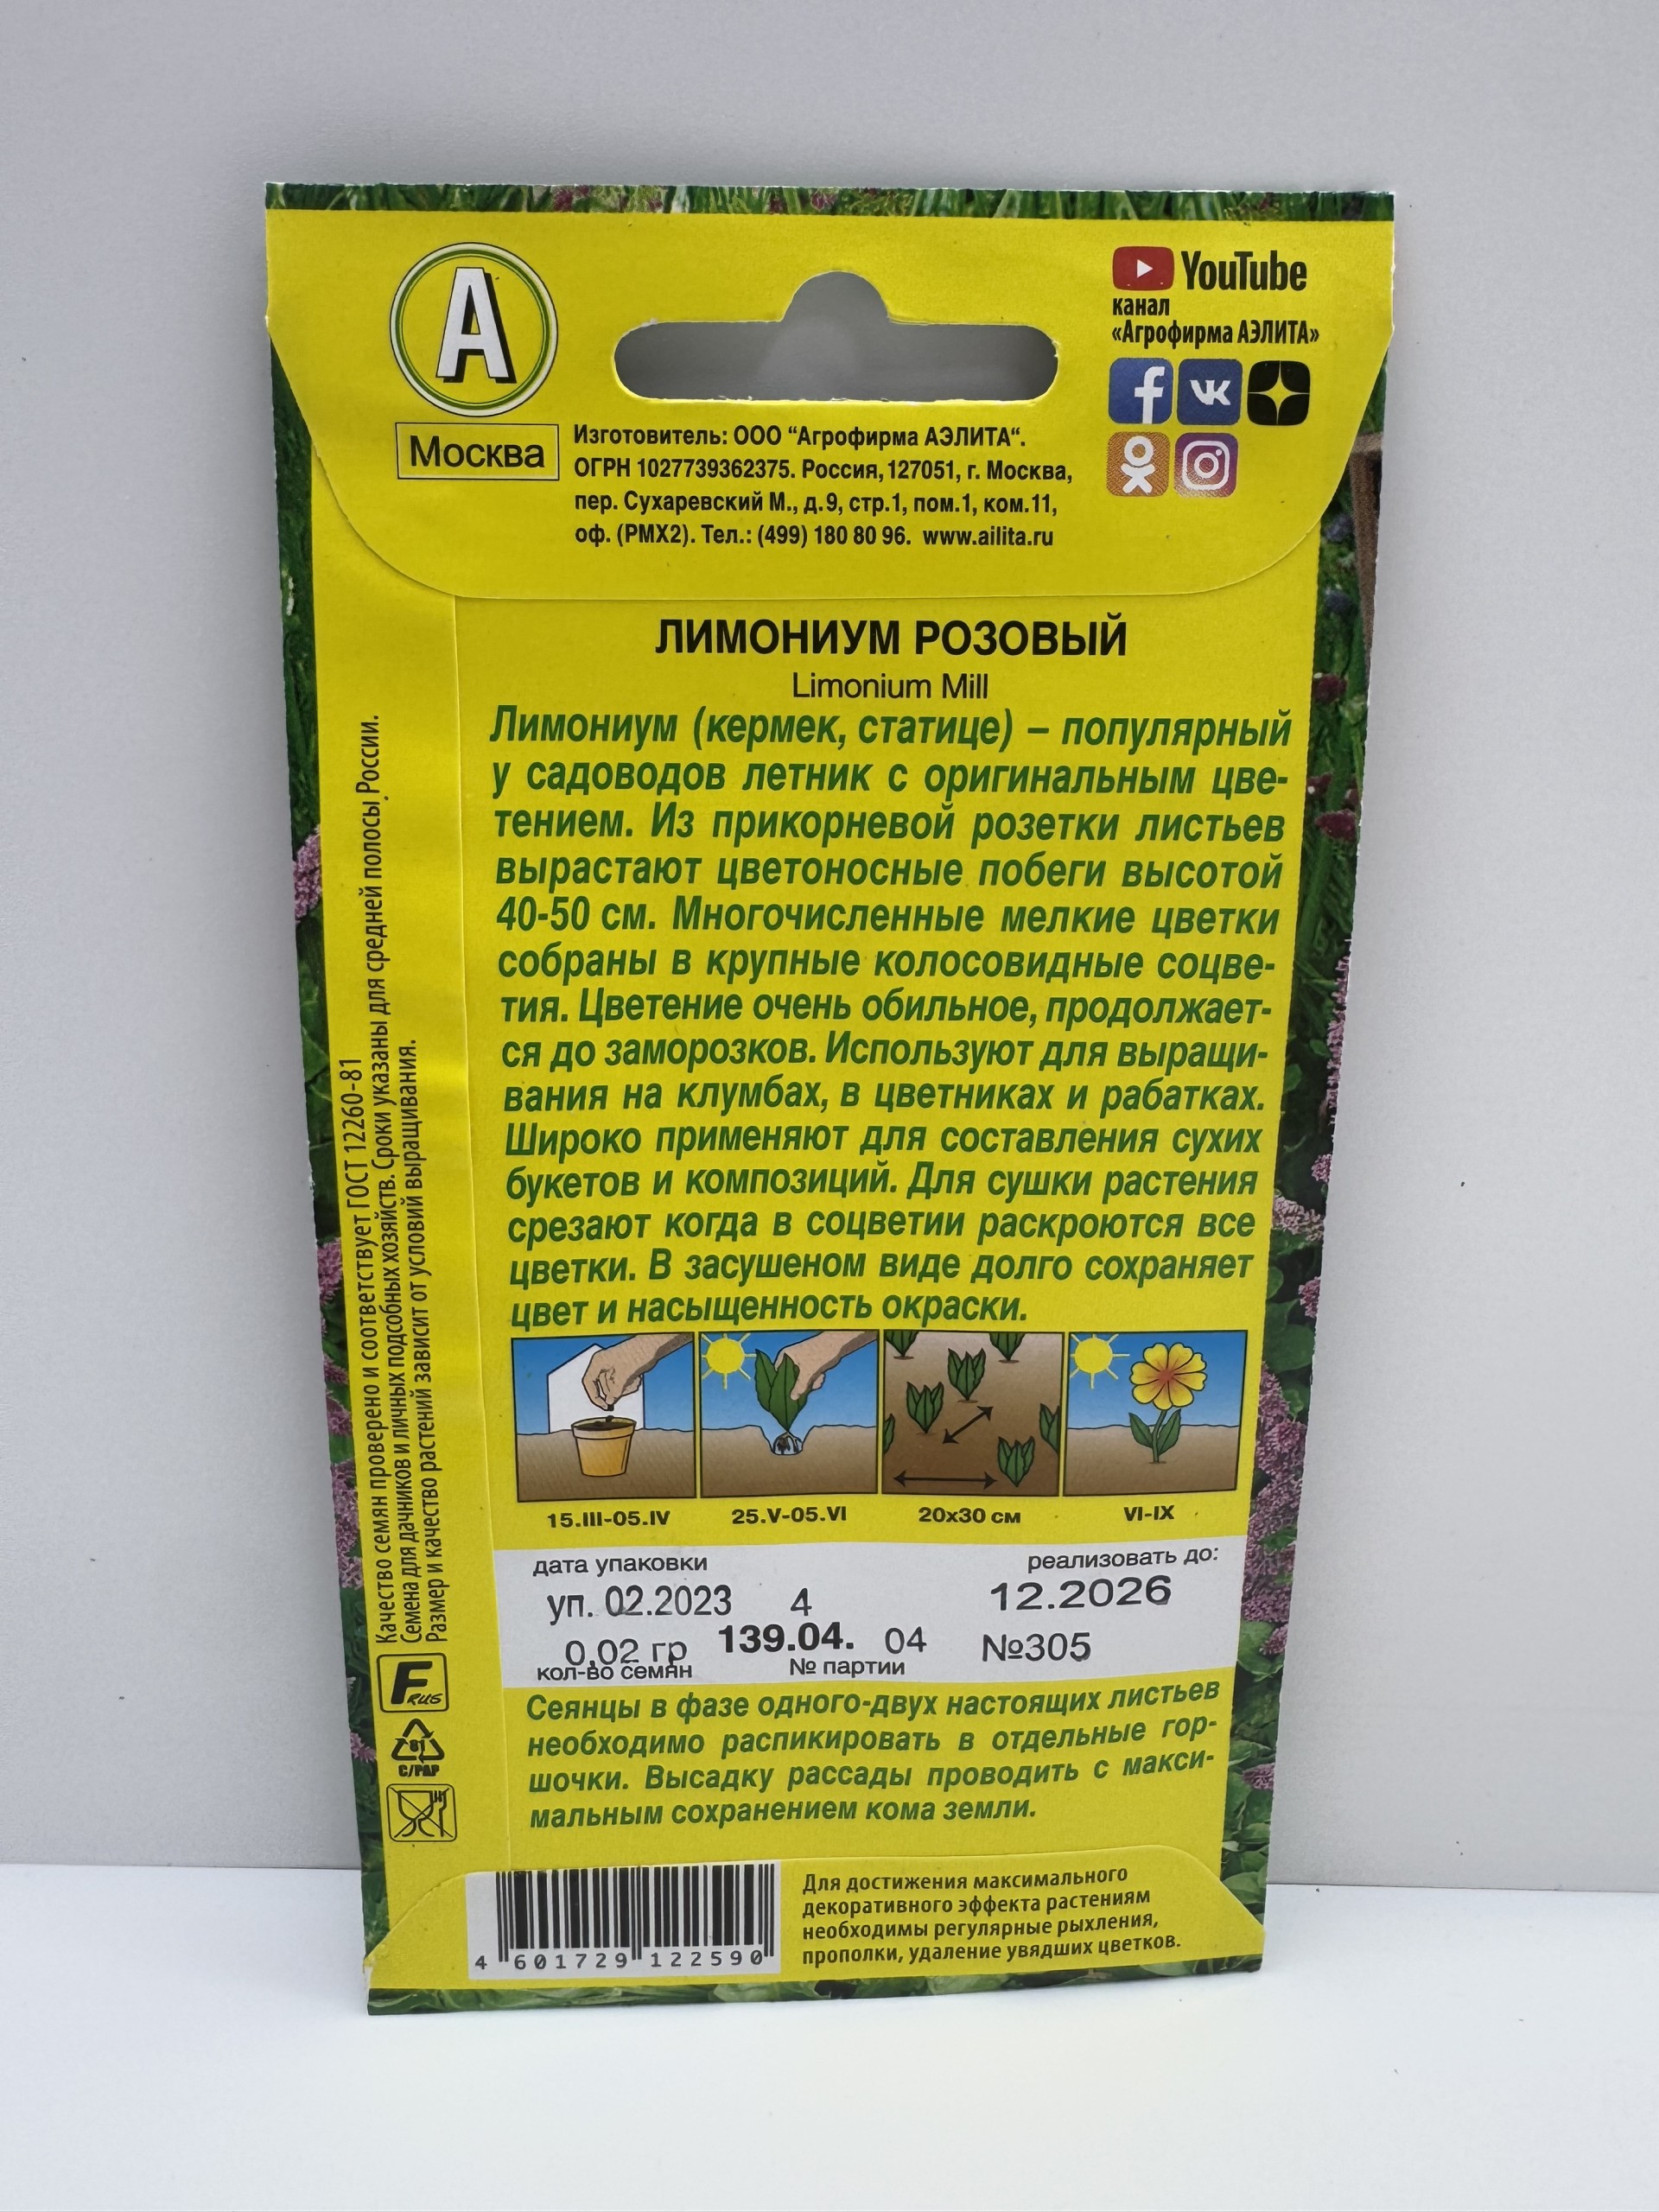 А
Москва
YouTube
канал
«Агрофирма АЭЛИТА»
Изготовитель: ООО “Агрофирма АЭЛИТА“.
ОГРН 1027739362375. Россия, 127051, г. Москва,
пер. Сухаревский М., д.9, стр.1, пом.1, ком.11,
оф. (РМХ2). Тел.: (499) 180 80 96. www.ailita.ru
ЛИМОНИУМ РОЗОВЫЙ
Limonium Mill
Лимониум (кермек, статице) – популярный
у садоводов летник с оригинальным цве-
тением. Из прикорневой розетки листьев
вырастают цветоносные побеги высотой
40-50 см. Многочисленные мелкие цветки
собраны в крупные колосовидные соцве-
тия. Цветение очень обильное, продолжает-
ся до заморозков. Используют для выращи-
вания на клумбах, в цветниках и рабатках.
Широко применяют для составления сухих
букетов и композиций. Для сушки растения
срезают когда в соцветии раскроются все
цветки. В засушеном виде долго сохраняет
цвет и насыщенность окраски.
15.III-05.IV 25.V-05.VI 20х30 см VI-IX
дата упаковки реализовать до:
уп. 02.2023 4 12.2026
0,02 гр 139.04. 04 №305
кол-во семян № партии
Сеянцы в фазе одного-двух настоящих листьев
необходимо распикировать в отдельные гор-
шочки. Высадку рассады проводить с макси-
мальным сохранением кома земли.
Для достижения максимального
декоративного эффекта растениям
необходимы регулярные рыхления,
прополки, удаление увядших цветков.
4 601729 122590
Качество семян проверено и соответствует ГОСТ 12260-81
Семена для дачников и личных подсобных хозяйств. Сроки указаны для средней полосы России.
Размер и качество растений зависит от условий выращивания.
F RUS
81
C/PAP